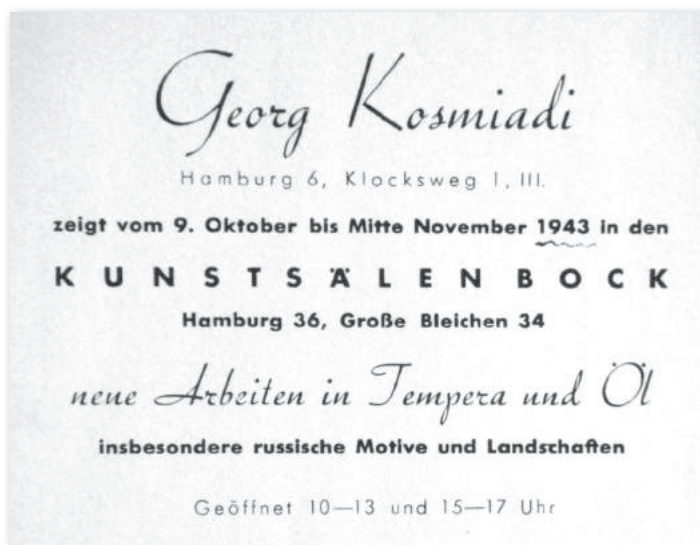 Georg Kosmiadi
Hamburg 6, Klocksweg 1, III.
zeigt vom 9. Oktober bis Mitte November 1943 in den
KUNSTSÄLEN BOCK
Hamburg 36, Große Bleichen 34
neue Arbeiten in Tempera und Öl
insbesondere russische Motive und Landschaften
Geöffnet 10—13 und 15—17 Uhr